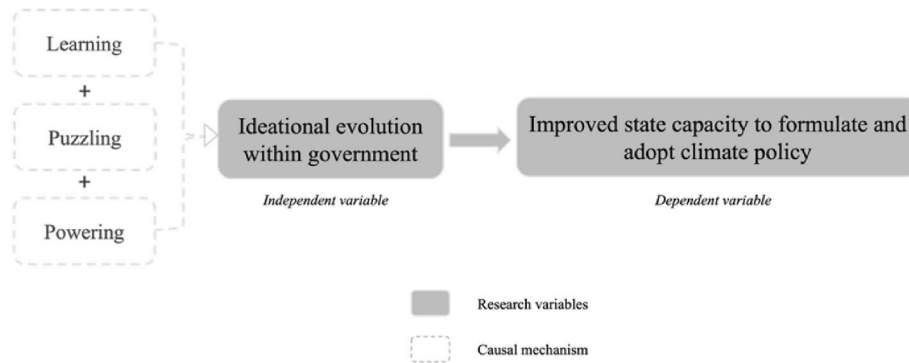 Learning
+
Puzzling
+
Powering
Ideational evolution
within government
Independent variable
Improved state capacity to formulate and
adopt climate policy
Dependent variable
Research variables
Causal mechanism